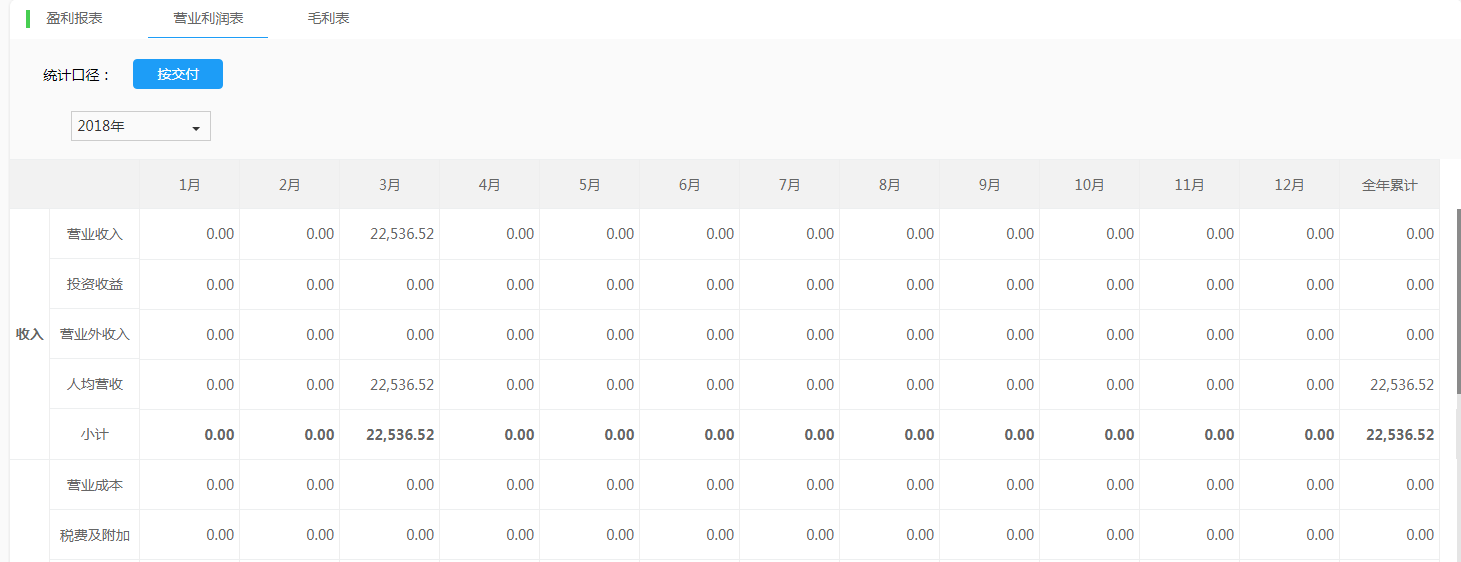 盈利报表 营业利润表 毛利表
统计口径： 按交付
2018年
1月 2月 3月 4月 5月 6月 7月 8月 9月 10月 11月 12月 全年累计
营业收入 0.00 0.00 22,536.52 0.00 0.00 0.00 0.00 0.00 0.00 0.00 0.00 0.00 0.00
投资收益 0.00 0.00 0.00 0.00 0.00 0.00 0.00 0.00 0.00 0.00 0.00 0.00 0.00
收入 营业外收入 0.00 0.00 0.00 0.00 0.00 0.00 0.00 0.00 0.00 0.00 0.00 0.00 0.00
人均营收 0.00 0.00 22,536.52 0.00 0.00 0.00 0.00 0.00 0.00 0.00 0.00 0.00 22,536.52
小计 0.00 0.00 22,536.52 0.00 0.00 0.00 0.00 0.00 0.00 0.00 0.00 0.00 22,536.52
营业成本 0.00 0.00 0.00 0.00 0.00 0.00 0.00 0.00 0.00 0.00 0.00 0.00 0.00
税费及附加 0.00 0.00 0.00 0.00 0.00 0.00 0.00 0.00 0.00 0.00 0.00 0.00 0.00